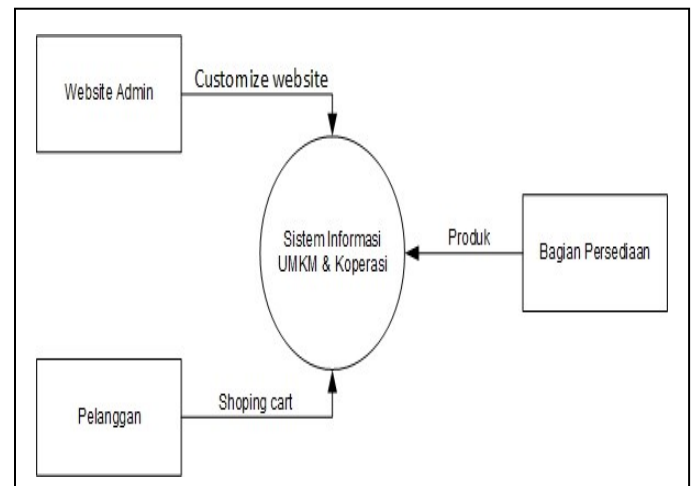 Website Admin
Customize website
Sistem Informasi
UMKM & Koperasi
Produk
Bagian Persediaan
Pelanggan
Shoping cart